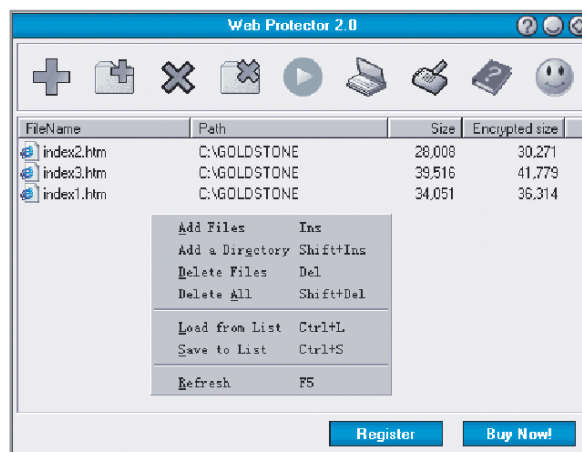 Web Protector 2.0
FileName Path Size Encrypted size
index2.htm C:\GOLDSTONE 28,008 30,271
index3.htm C:\GOLDSTONE 39,516 41,779
index1.htm C:\GOLDSTONE 34,051 36,314
Add Files Ins
Add a Directory Shift+Ins
Delete Files Del
Delete All Shift+Del
Load from List Ctrl+L
Save to List Ctrl+S
Refresh F5
Register Buy Now!